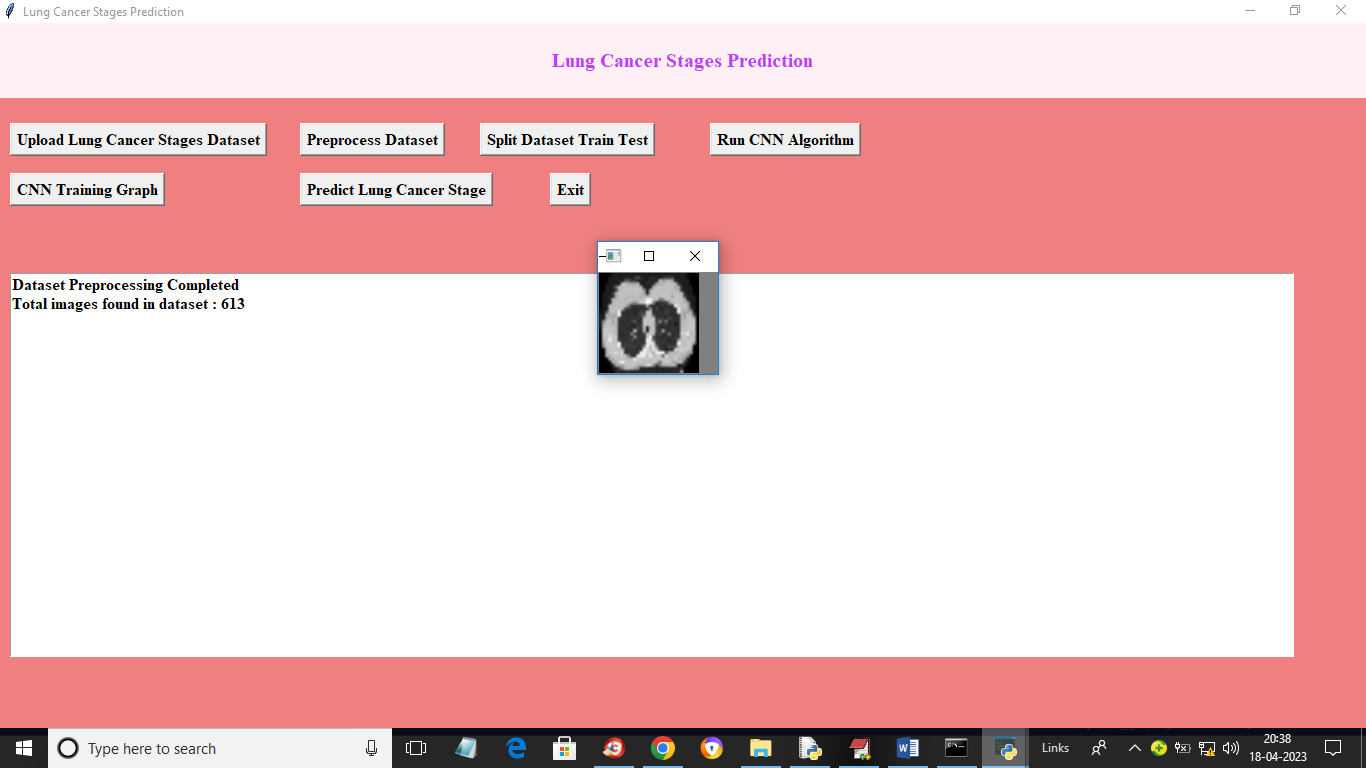 Lung Cancer Stages Prediction
Lung Cancer Stages Prediction
Upload Lung Cancer Stages Dataset
Preprocess Dataset
Split Dataset Train Test
Run CNN Algorithm
CNN Training Graph
Predict Lung Cancer Stage
Exit
Dataset Preprocessing Completed
Total images found in dataset : 613
Type here to search
Links
20:38
18-04-2023